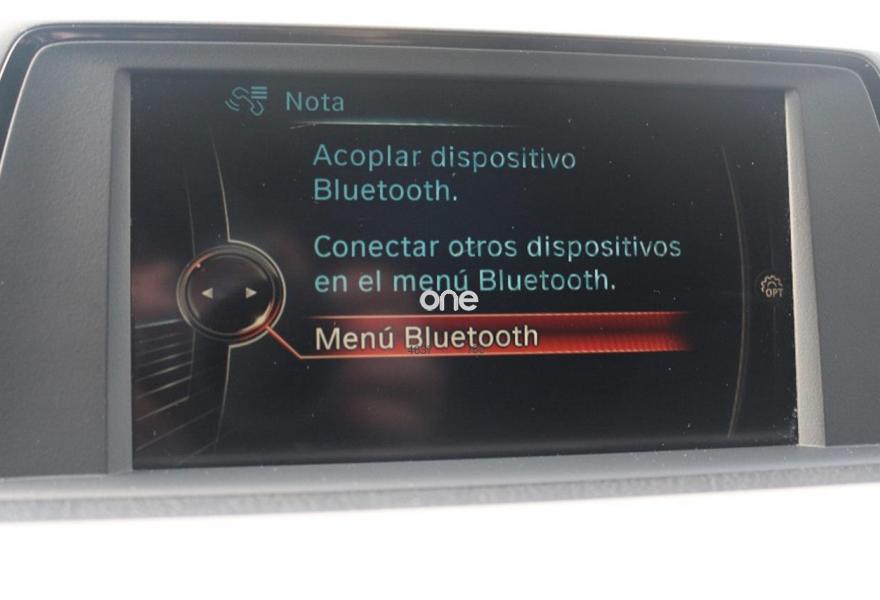 Nota
Acoplar dispositivo
Bluetooth.
Conectar otros dispositivos
en el menú Bluetooth.
one
OPT
Menú Bluetooth